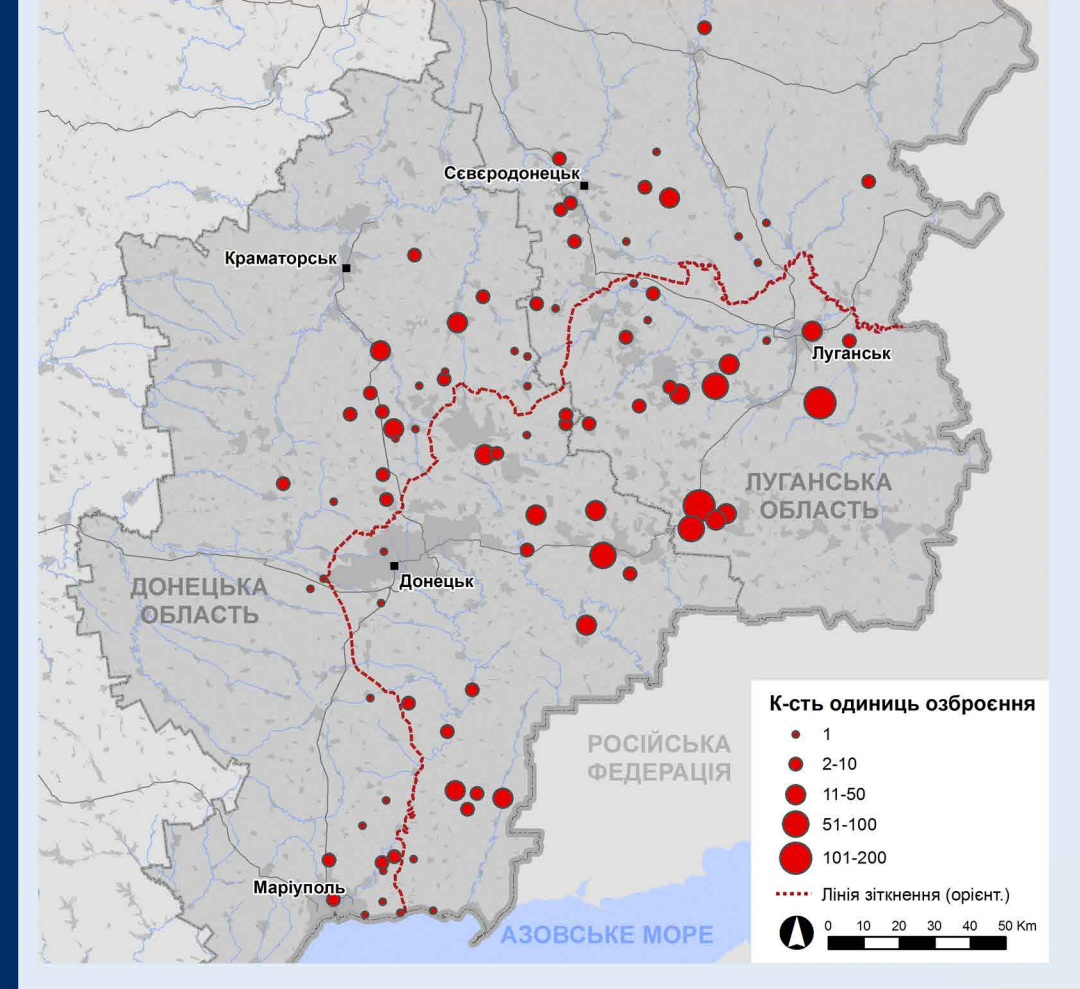 Сєвєродонецьк
Краматорськ
Луганськ
ЛУГАНСЬКА
ОБЛАСТЬ
ДОНЕЦЬКА
ОБЛАСТЬ
Донецьк
РОСІЙСЬКА
ФЕДЕРАЦІЯ
Маріуполь
АЗОВСЬКЕ МОРЕ
К-сть одиниць озброєння
1
2-10
11-50
51-100
101-200
Лінія зіткнення (орієнт.)
0 10 20 30 40 50 Km